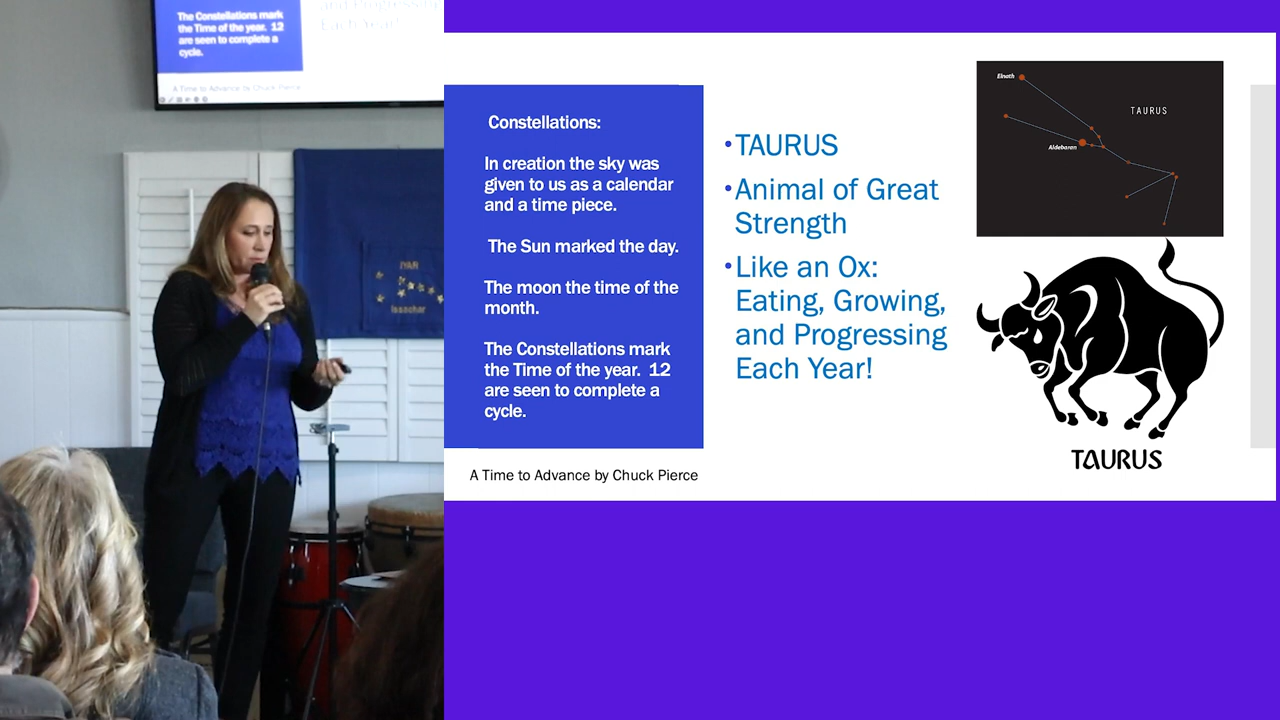 The Constellations mark
the Time of the year.  12
are seen to complete a
cycle.
and Progressing
Each Year!
A Time to Advance by Chuck Pierce
IYAR
Issachar
Constellations:
In creation the sky was
given to us as a calendar
and a time piece.
The Sun marked the day.
The moon the time of the
month.
The Constellations mark
the Time of the year.  12
are seen to complete a
cycle.
A Time to Advance by Chuck Pierce
•TAURUS
•Animal of Great
Strength
•Like an Ox:
Eating, Growing,
and Progressing
Each Year!
Elnath
TAURUS
Aldebaran
TAURUS